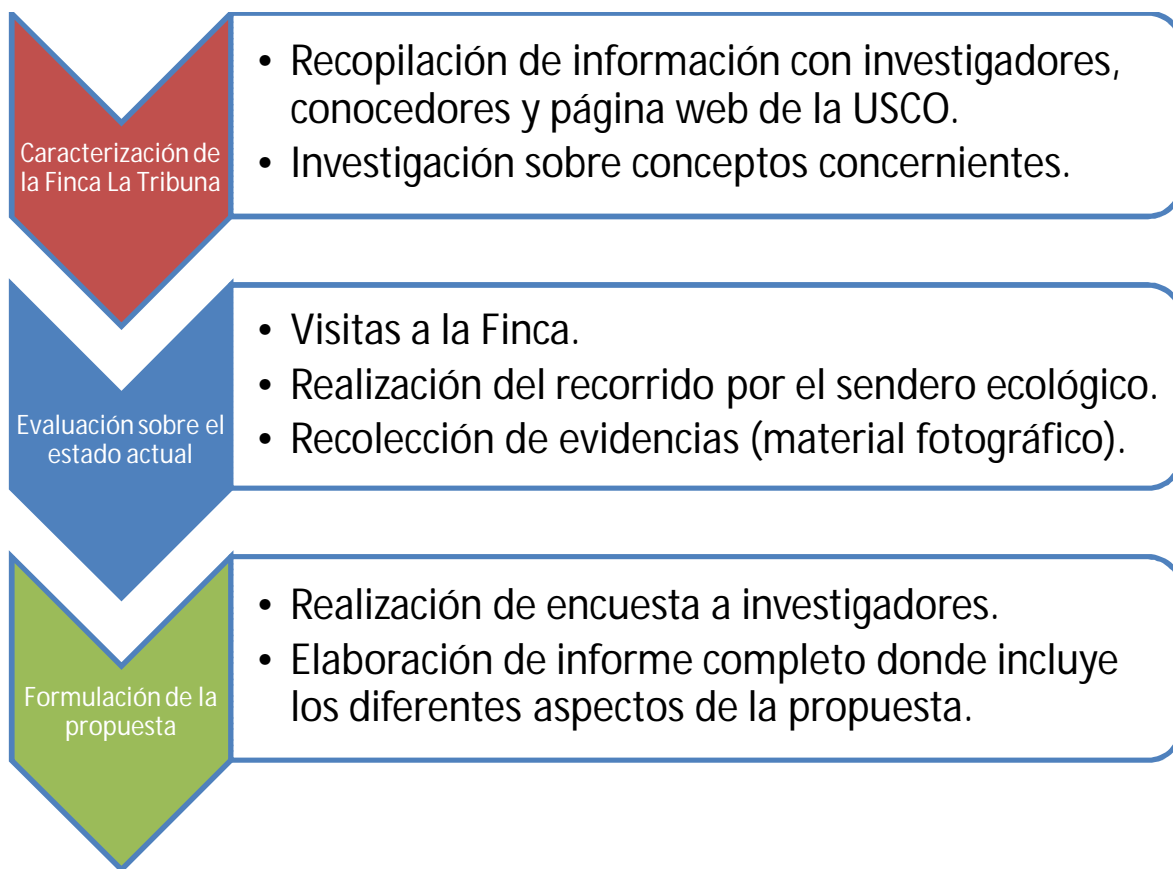 Caracterización de
la Finca La Tribuna
• Recopilación de información con investigadores,
conocedores y página web de la USCO.
• Investigación sobre conceptos concernientes.
Evaluación sobre el
estado actual
• Visitas a la Finca.
• Realización del recorrido por el sendero ecológico.
• Recolección de evidencias (material fotográfico).
Formulación de la
propuesta
• Realización de encuesta a investigadores.
• Elaboración de informe completo donde incluye
los diferentes aspectos de la propuesta.